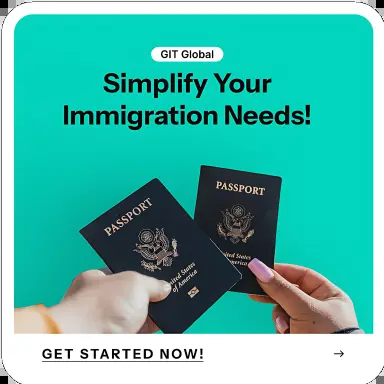 GIT Global
Simplify Your
Immigration Needs!
PASSPORT
United States
of America
PASSPORT
United States
of America
GET STARTED NOW!